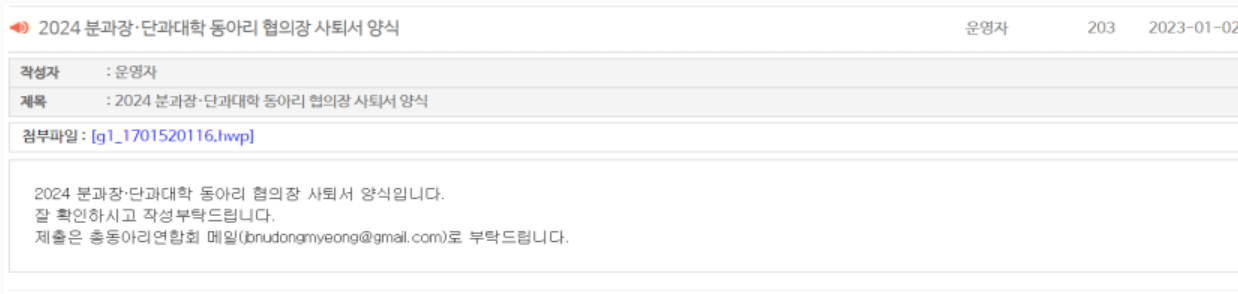 2024 분과장·단과대학 동아리 협의장 사퇴서 양식 운영자 203 2023-01-02
작성자 : 운영자
제목 : 2024 분과장·단과대학 동아리 협의장 사퇴서 양식
첨부파일 : [g1_1701520116.hwp]
2024 분과장·단과대학 동아리 협의장 사퇴서 양식입니다.
잘 확인하시고 작성부탁드립니다.
제출은 총동아리연합회 메일(jbnudongmyeong@gmail.com)로 부탁드립니다.